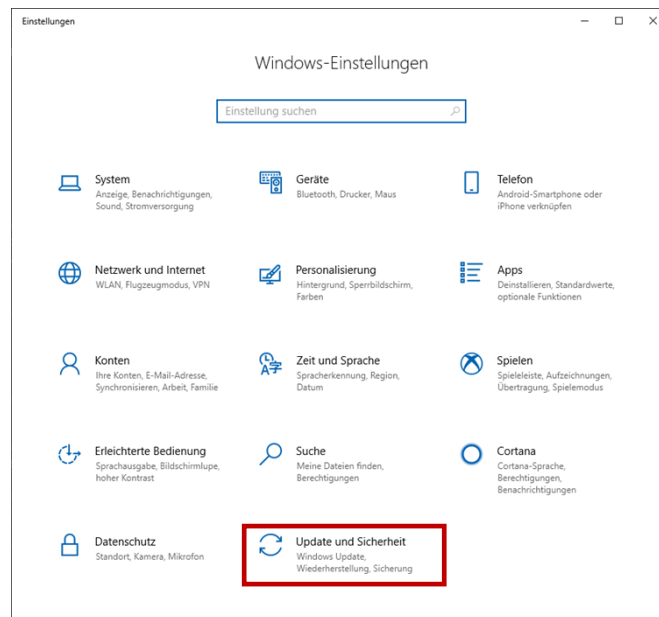 Einstellungen
Windows-Einstellungen
Einstellung suchen
System
Anzeige, Benachrichtigungen,
Sound, Stromversorgung
Geräte
Bluetooth, Drucker, Maus
Telefon
Android-Smartphone oder
iPhone verknüpfen
Netzwerk und Internet
WLAN, Flugzeugmodus, VPN
Personalisierung
Hintergrund, Sperrbildschirm,
Farben
Apps
Deinstallieren, Standardwerte,
optionale Funktionen
Konten
Ihre Konten, E-Mail-Adresse,
Synchronisieren, Arbeit, Familie
Zeit und Sprache
Spracherkennung, Region,
Datum
Spielen
Spieleleiste, Aufzeichnungen,
Übertragung, Spielemodus
Erleichterte Bedienung
Sprachausgabe, Bildschirmlupe,
hoher Kontrast
Suche
Meine Dateien finden,
Berechtigungen
Cortana
Cortana-Sprache,
Berechtigungen,
Benachrichtigungen
Datenschutz
Standort, Kamera, Mikrofon
Update und Sicherheit
Windows Update,
Wiederherstellung, Sicherung